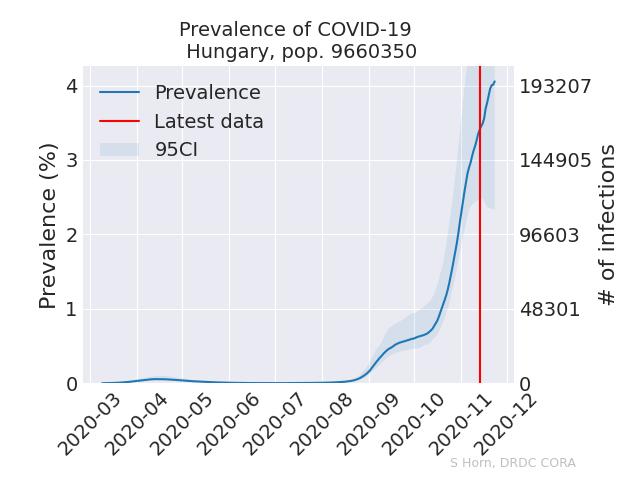 Prevalence of COVID-19
Hungary, pop. 9660350
Prevalence
Latest data
95CI
Prevalence (%)
4
3
2
1
0
193207
144905
96603
48301
0
# of infections
2020-03
2020-04
2020-05
2020-06
2020-07
2020-08
2020-09
2020-10
2020-11
2020-12
S Horn, DRDC CORA